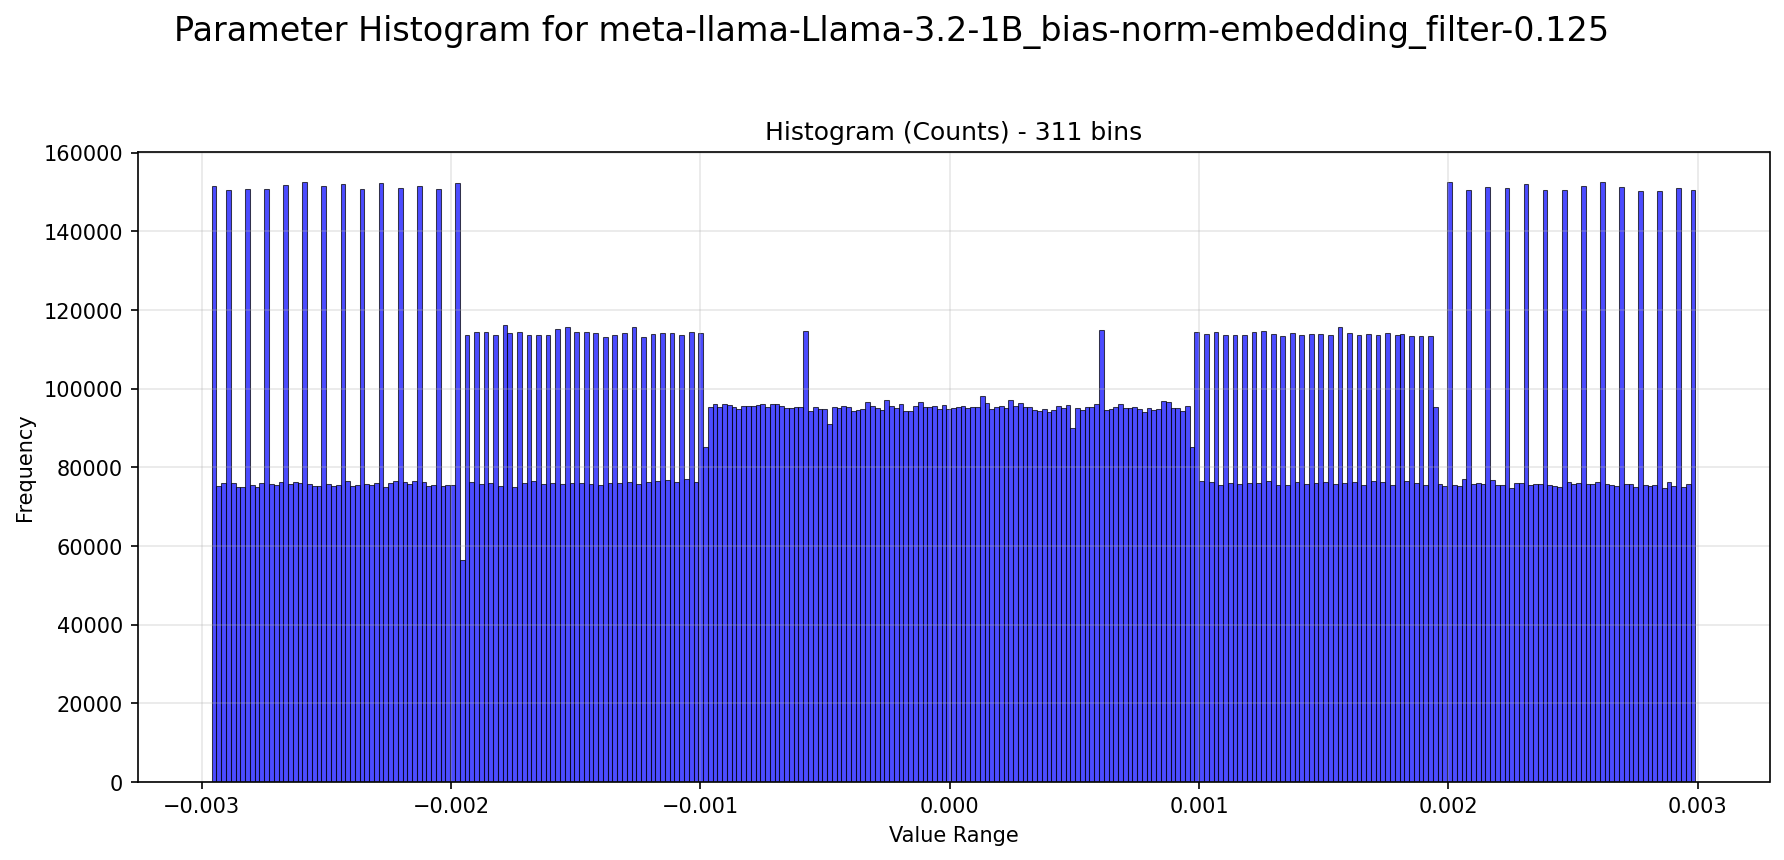 Parameter Histogram for meta-llama-Llama-3.2-1B_bias-norm-embedding_filter-0.125
Histogram (Counts) - 311 bins
160000
140000
120000
100000
80000
60000
40000
20000
0
Frequency
−0.003 −0.002 −0.001 0.000 0.001 0.002 0.003
Value Range